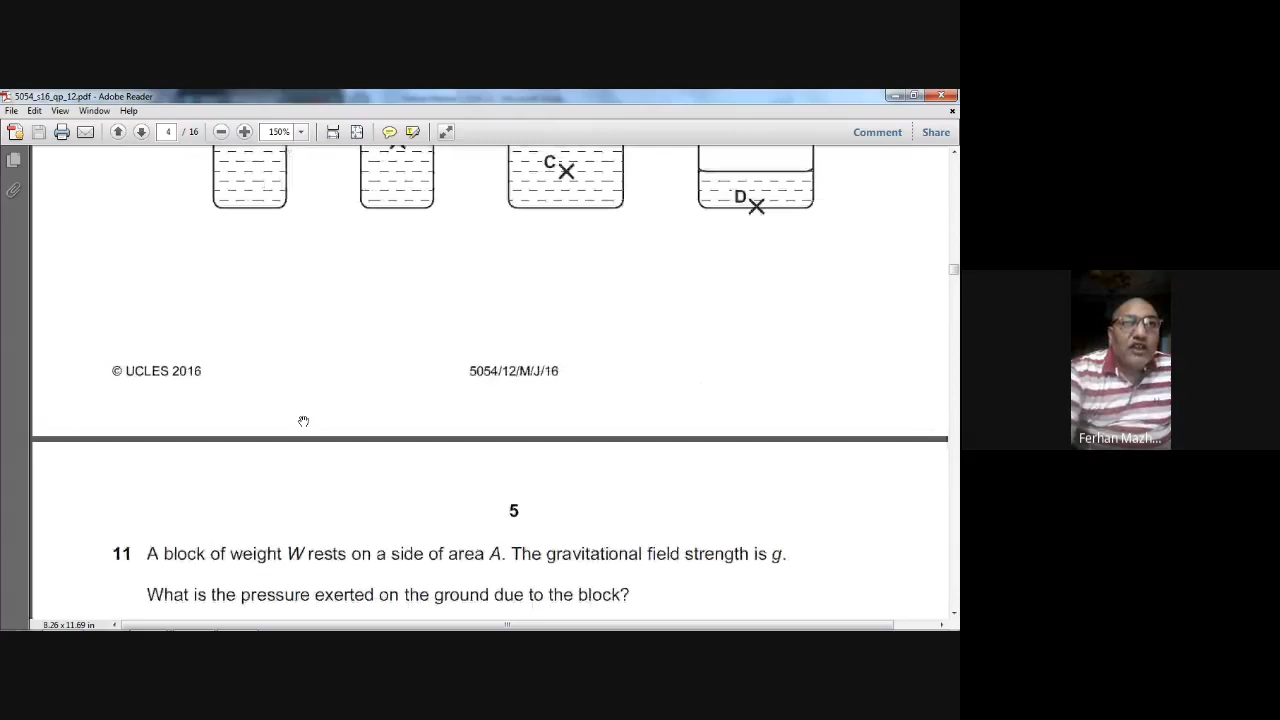 5054_s16_qp_12.pdf - Adobe Reader
File Edit View Window Help
4 / 16 150% Comment Share
C
D
© UCLES 2016 5054/12/M/J/16
5
11 A block of weight W rests on a side of area A. The gravitational field strength is g.
What is the pressure exerted on the ground due to the block?
8.26 x 11.69 in
Ferhan Mazh...